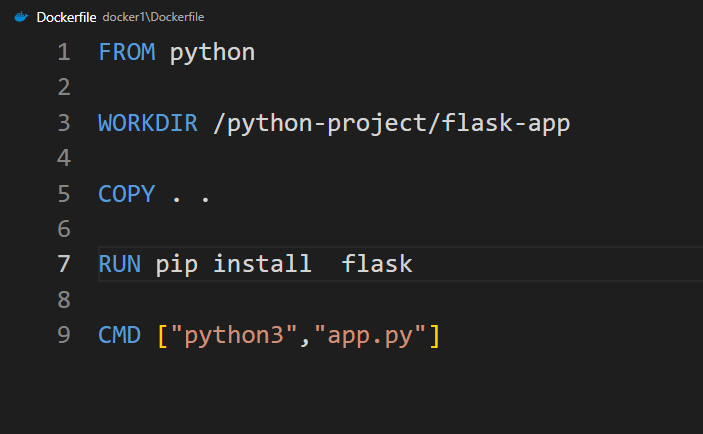 Dockerfile docker1\Dockerfile
1 FROM python
2
3 WORKDIR /python-project/flask-app
4
5 COPY . .
6
7 RUN pip install  flask
8
9 CMD ["python3","app.py"]